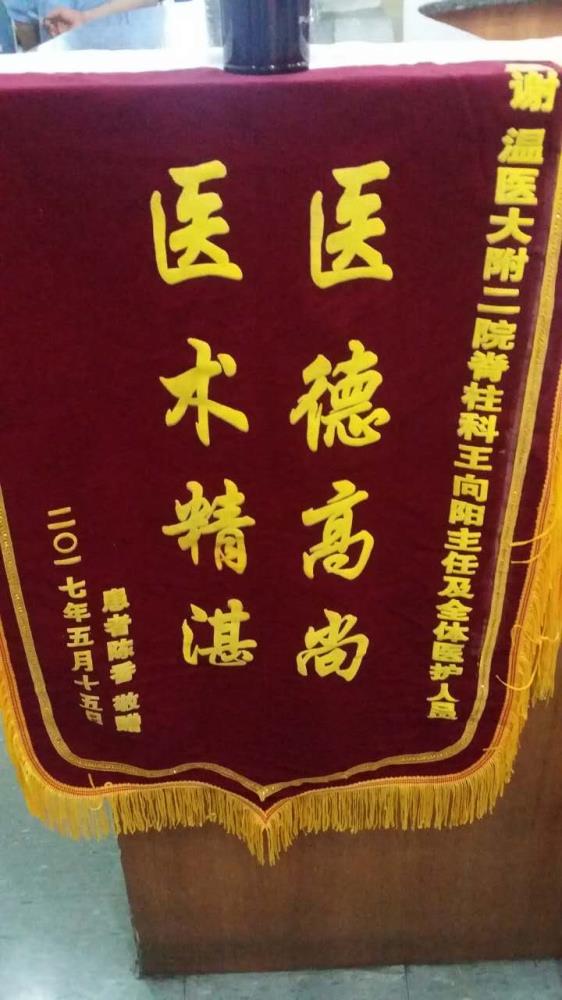 谢 温医大附二院脊柱科王向阳主任及全体医护人员
医德高尚
医术精湛
患者陈香 敬赠
二〇一七年五月十五日